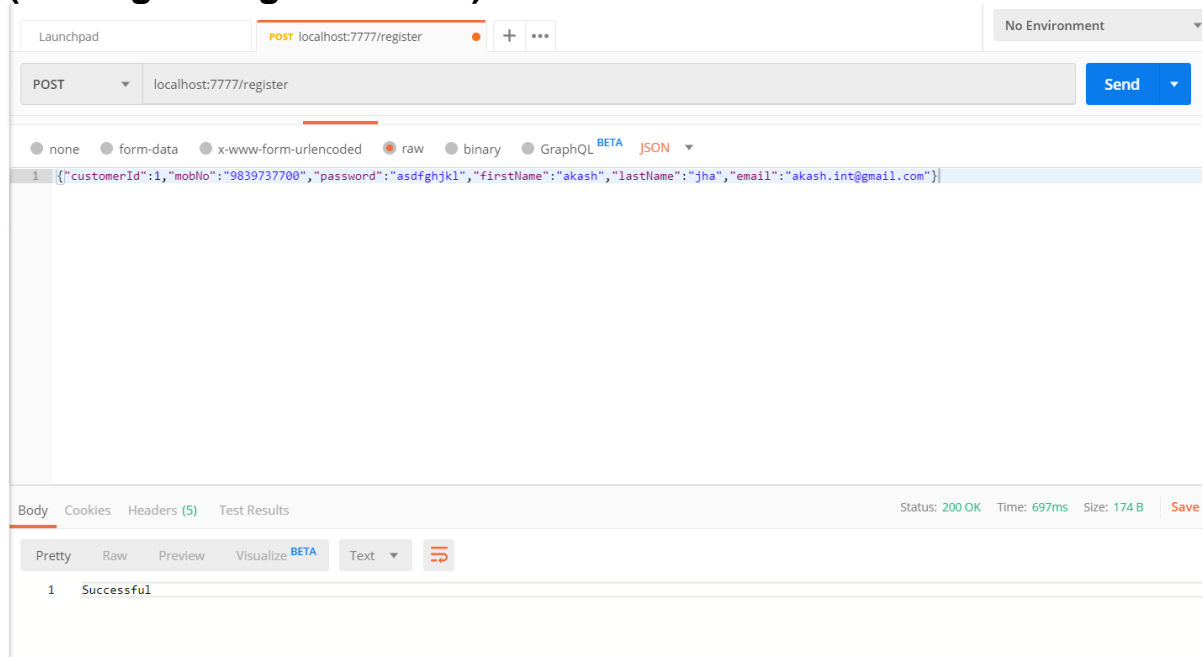 Launchpad
POST localhost:7777/register
+ •••
No Environment
POST
localhost:7777/register
Send
none form-data x-www-form-urlencoded raw binary GraphQL BETA JSON
1 {"customerId":1,"mobNo":"9839737700","password":"asdfghjkl","firstName":"akash","lastName":"jha","email":"akash.int@gmail.com"}
Body Cookies Headers (5) Test Results
Status: 200 OK Time: 697ms Size: 174 B Save
Pretty Raw Preview Visualize BETA Text
1 Successful